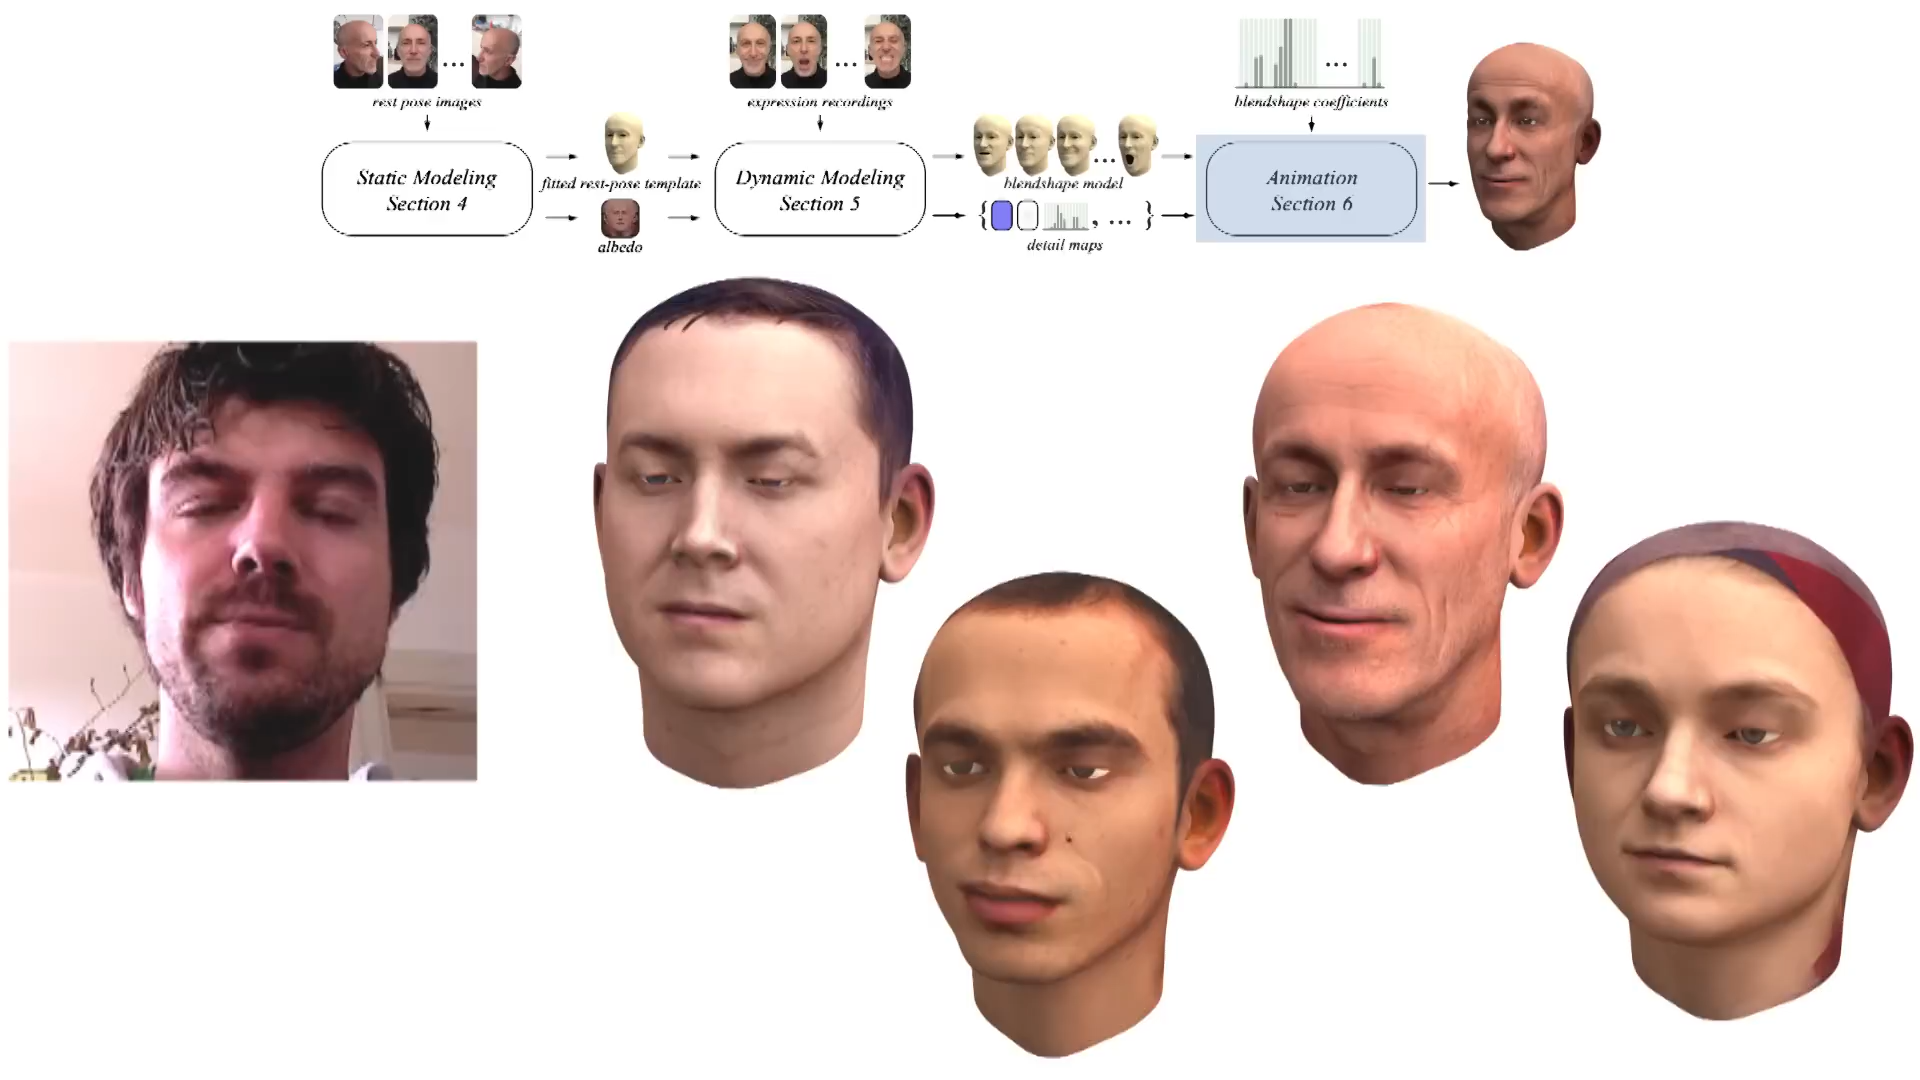 rest pose images
expression recordings
blendshape coefficients
Static Modeling
Section 4
fitted rest-pose template
albedo
Dynamic Modeling
Section 5
blendshape model
{ , ... }
detail maps
Animation
Section 6